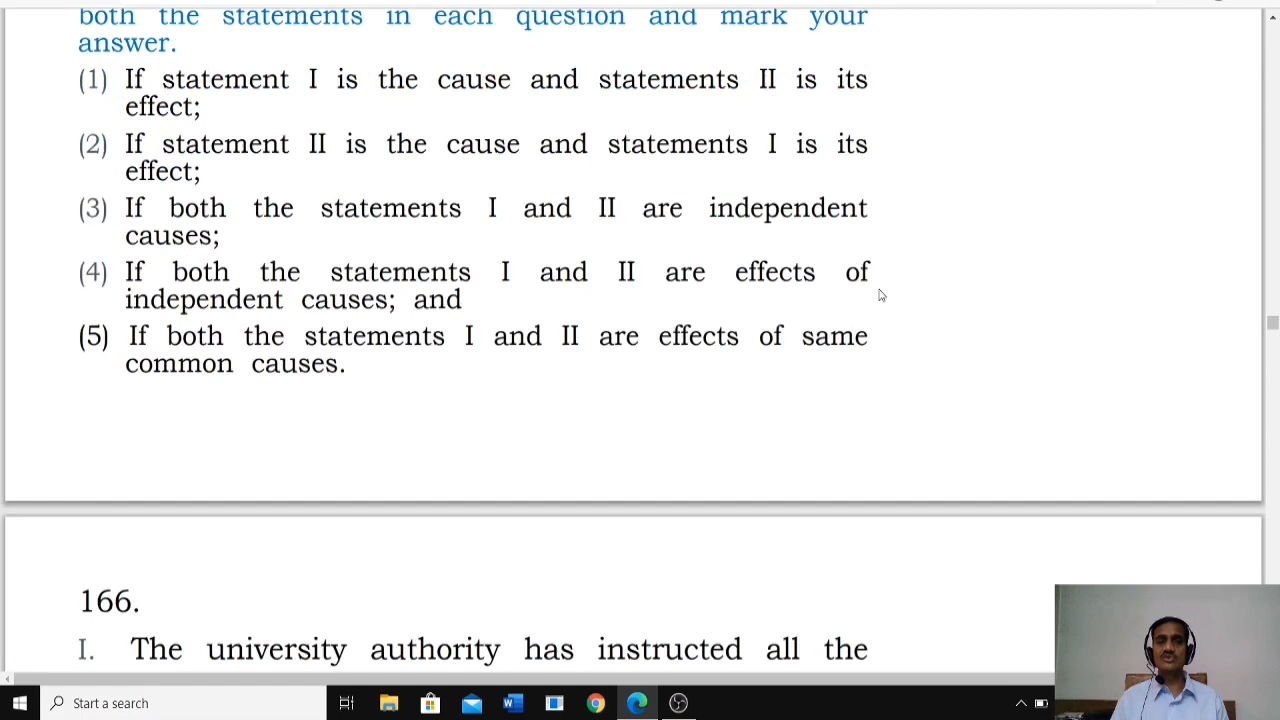 both the statements in each question and mark your
answer.
(1) If statement I is the cause and statements II is its
effect;
(2) If statement II is the cause and statements I is its
effect;
(3) If both the statements I and II are independent
causes;
(4) If both the statements I and II are effects of
independent causes; and
(5) If both the statements I and II are effects of same
common causes.
166.
I. The university authority has instructed all the
Start a search